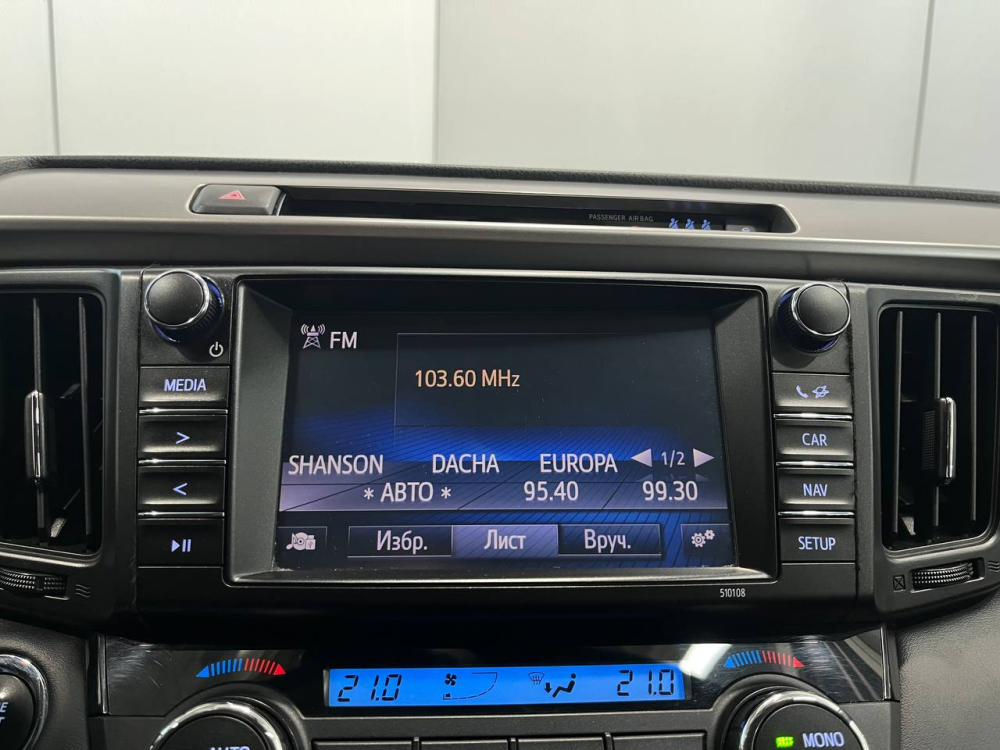 PASSENGER AIR BAG
FM
103.60 MHz
SHANSON DACHA EUROPA 1/2
* АВТО * 95.40 99.30
Избр. Лист Вруч.
MEDIA
>
<
CAR
NAV
SETUP
510108
21.0 21.0
AUTO
MONO